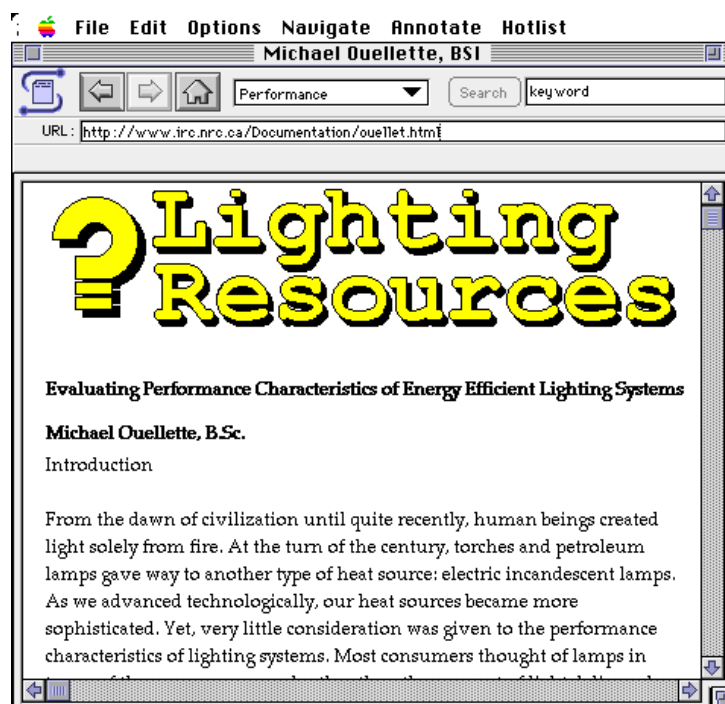 File Edit Options Navigate Annotate Hotlist
Michael Ouellette, BSI
Performance Search keyword
URL: http://www.irc.nrc.ca/Documentation/ouellet.html
? Lighting
Resources
Evaluating Performance Characteristics of Energy Efficient Lighting Systems
Michael Ouellette, B.Sc.
Introduction
From the dawn of civilization until quite recently, human beings created
light solely from fire. At the turn of the century, torches and petroleum
lamps gave way to another type of heat source: electric incandescent lamps.
As we advanced technologically, our heat sources became more
sophisticated. Yet, very little consideration was given to the performance
characteristics of lighting systems. Most consumers thought of lamps in